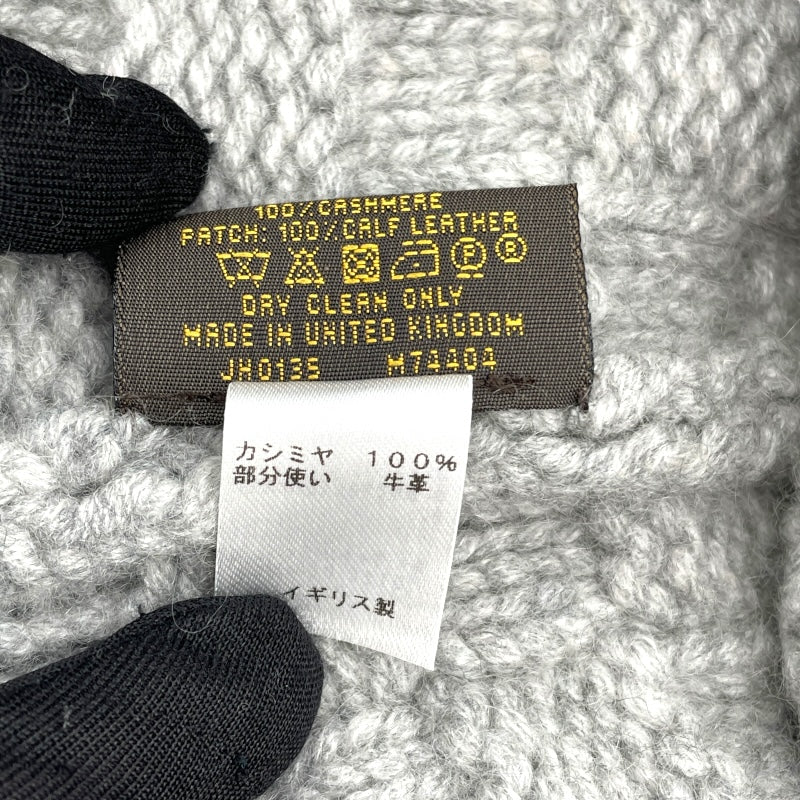 100% CASHMERE
PATCH: 100% CALF LEATHER
P R
DRY CLEAN ONLY
MADE IN UNITED KINGDOM
JH0135 M74404
カシミヤ 100%
部分使い 牛革
イギリス製